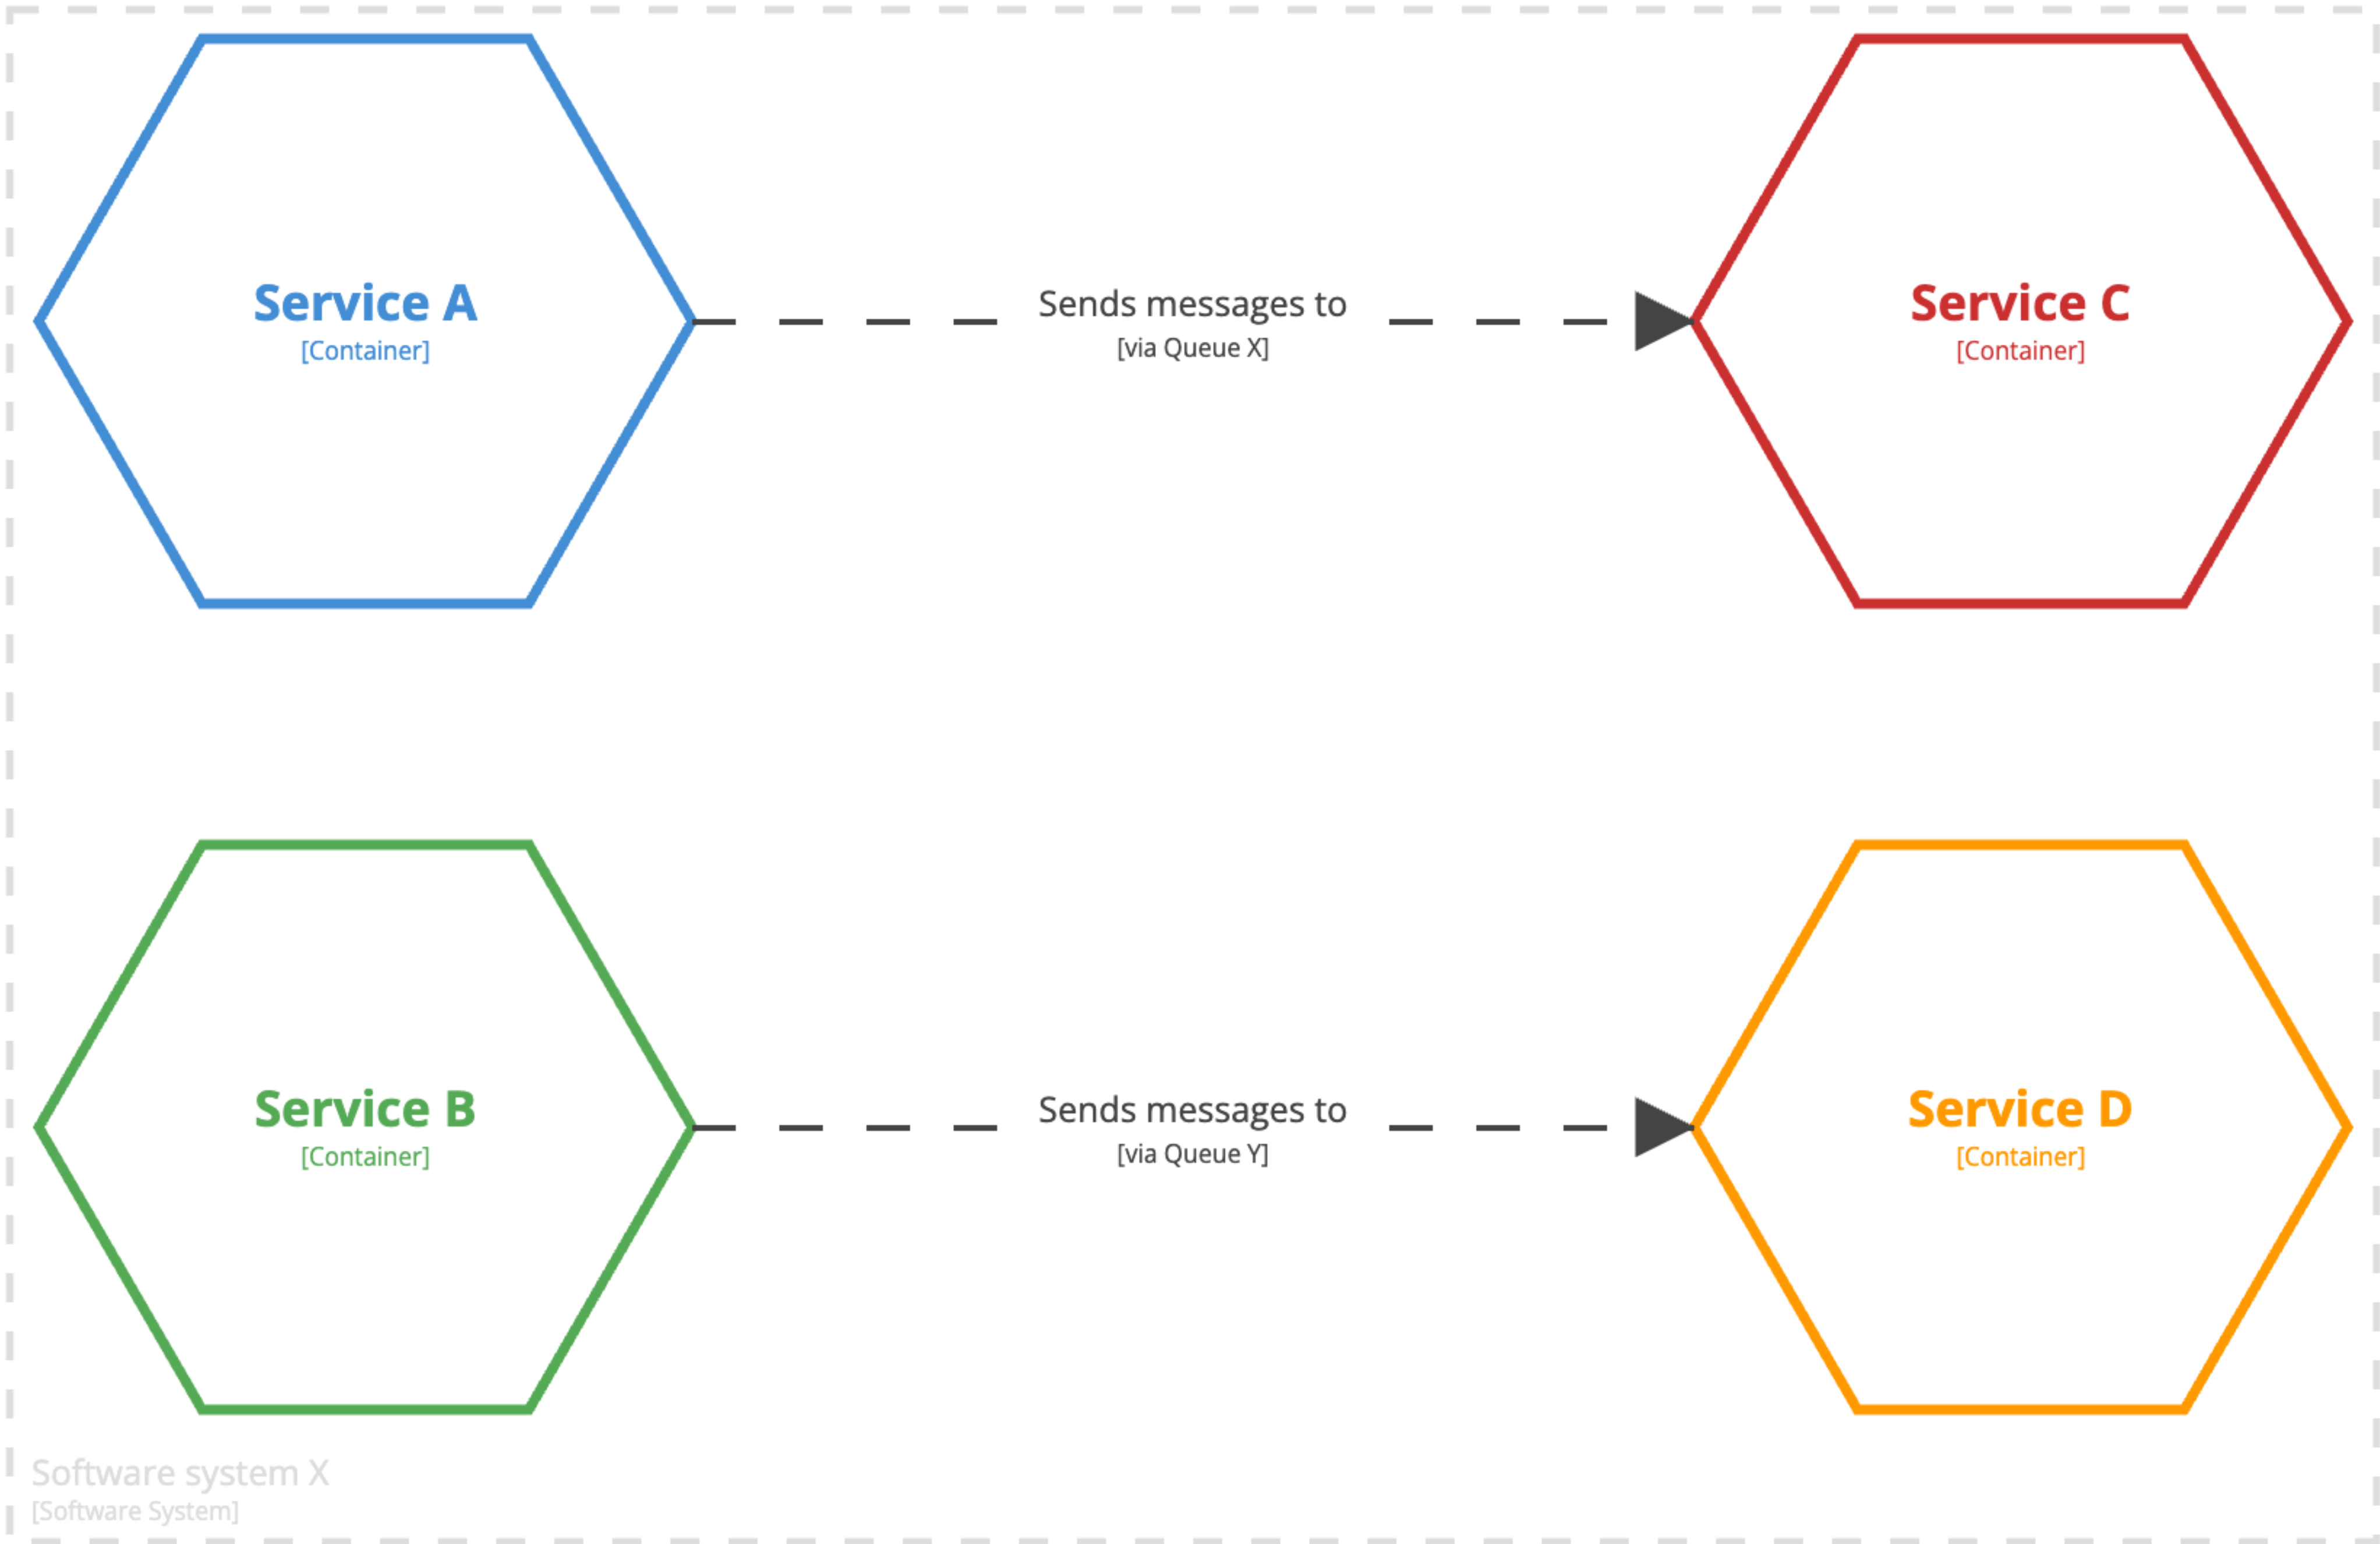 Service A
[Container]
Sends messages to
[via Queue X]
Service C
[Container]
Service B
[Container]
Sends messages to
[via Queue Y]
Service D
[Container]
Software system X
[Software System]